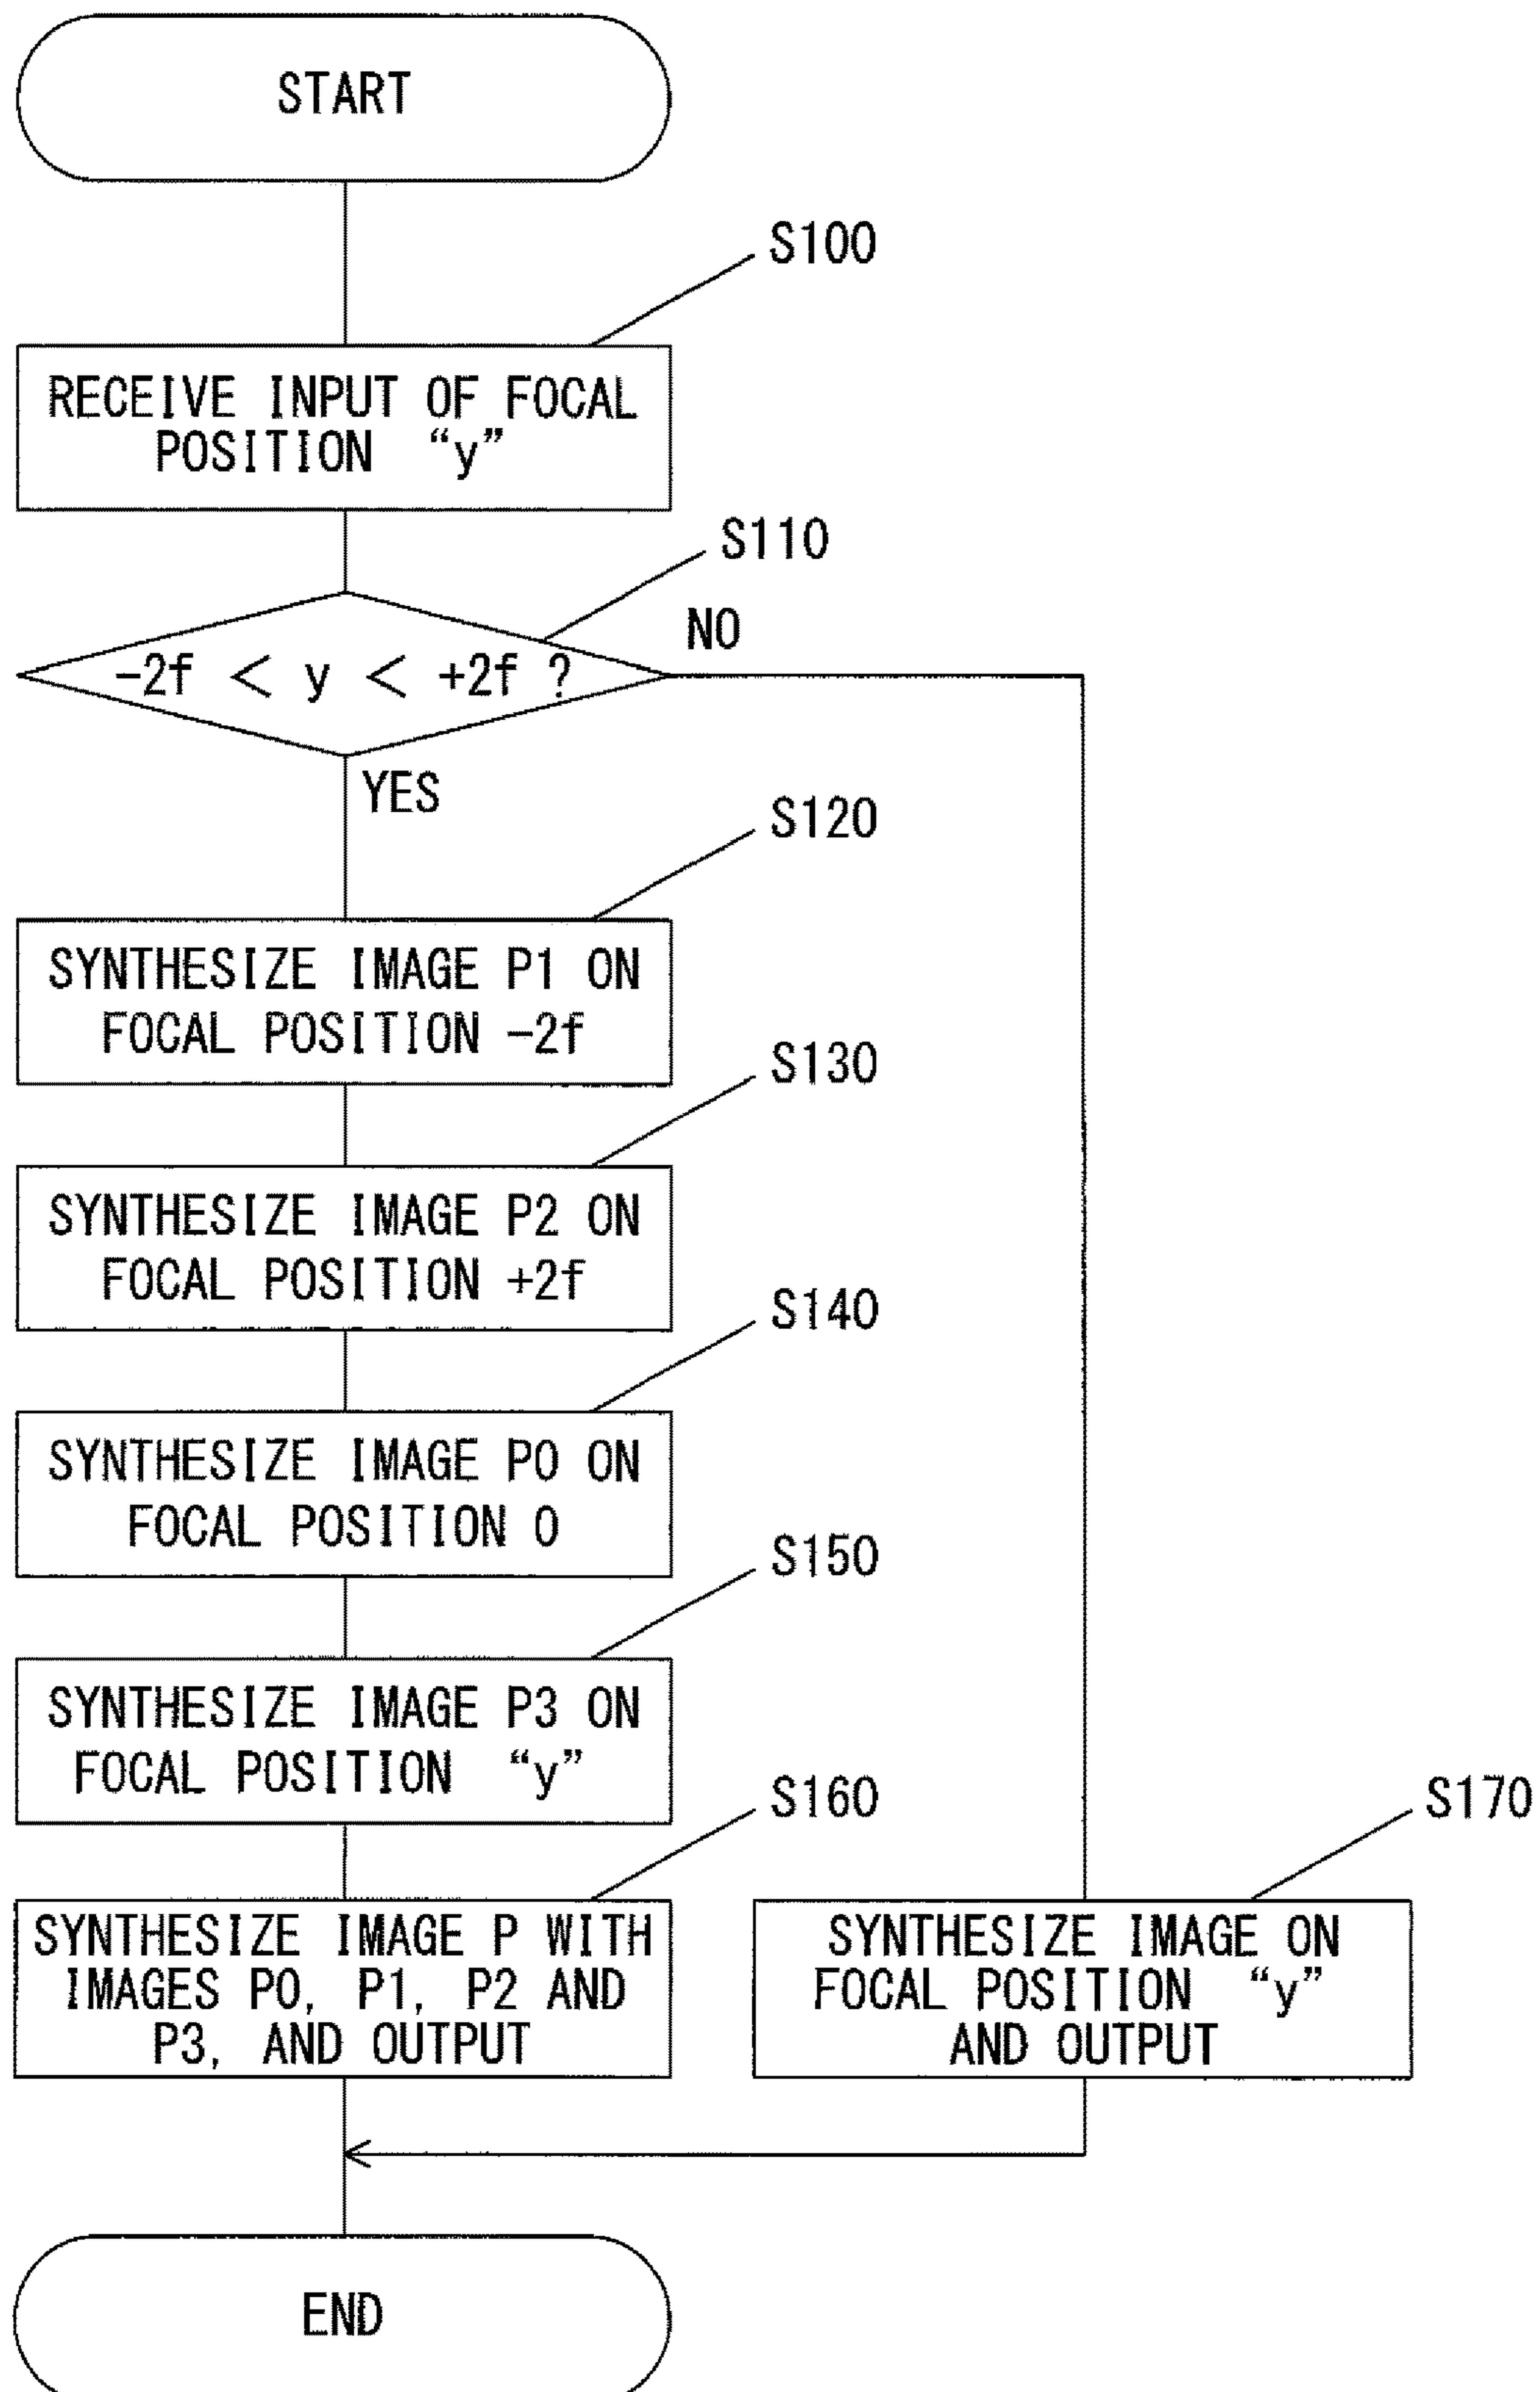 START
S100
RECEIVE INPUT OF FOCAL
POSITION “y”
S110
NO
-2f < y < +2f ?
YES
S120
SYNTHESIZE IMAGE P1 ON
FOCAL POSITION -2f
S130
SYNTHESIZE IMAGE P2 ON
FOCAL POSITION +2f
S140
SYNTHESIZE IMAGE P0 ON
FOCAL POSITION 0
S150
SYNTHESIZE IMAGE P3 ON
FOCAL POSITION “y”
S160
SYNTHESIZE IMAGE P WITH
IMAGES P0, P1, P2 AND
P3, AND OUTPUT
S170
SYNTHESIZE IMAGE ON
FOCAL POSITION “y”
AND OUTPUT
END